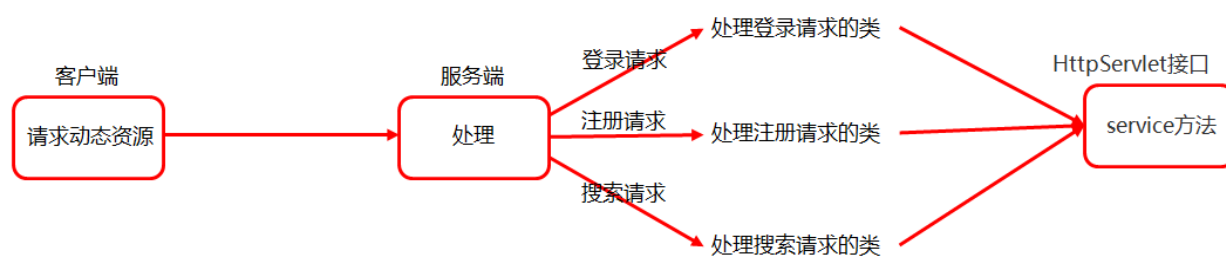 客户端
请求动态资源
服务端
处理
登录请求
注册请求
搜索请求
处理登录请求的类
处理注册请求的类
处理搜索请求的类
HttpServlet接口
service方法